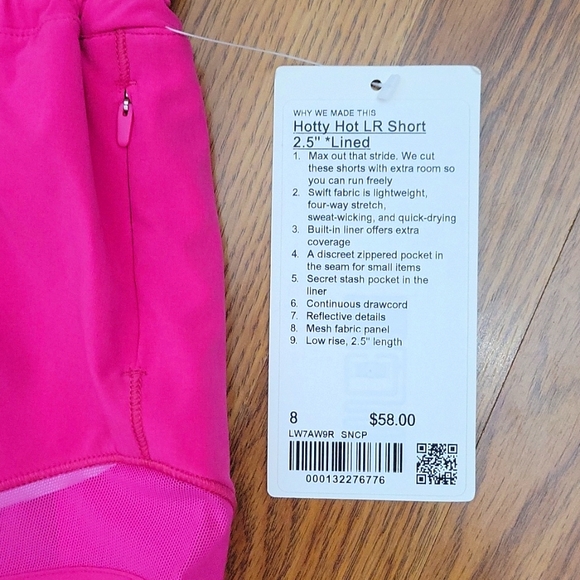 WHY WE MADE THIS
Hotty Hot LR Short
2.5" *Lined
1. Max out that stride. We cut
these shorts with extra room so
you can run freely
2. Swift fabric is lightweight,
four-way stretch,
sweat-wicking, and quick-drying
3. Built-in liner offers extra
coverage
4. A discreet zippered pocket in
the seam for small items
5. Secret stash pocket in the
liner
6. Continuous drawcord
7. Reflective details
8. Mesh fabric panel
9. Low rise, 2.5" length
8 $58.00
LW7AW9R SNCP
000132276776